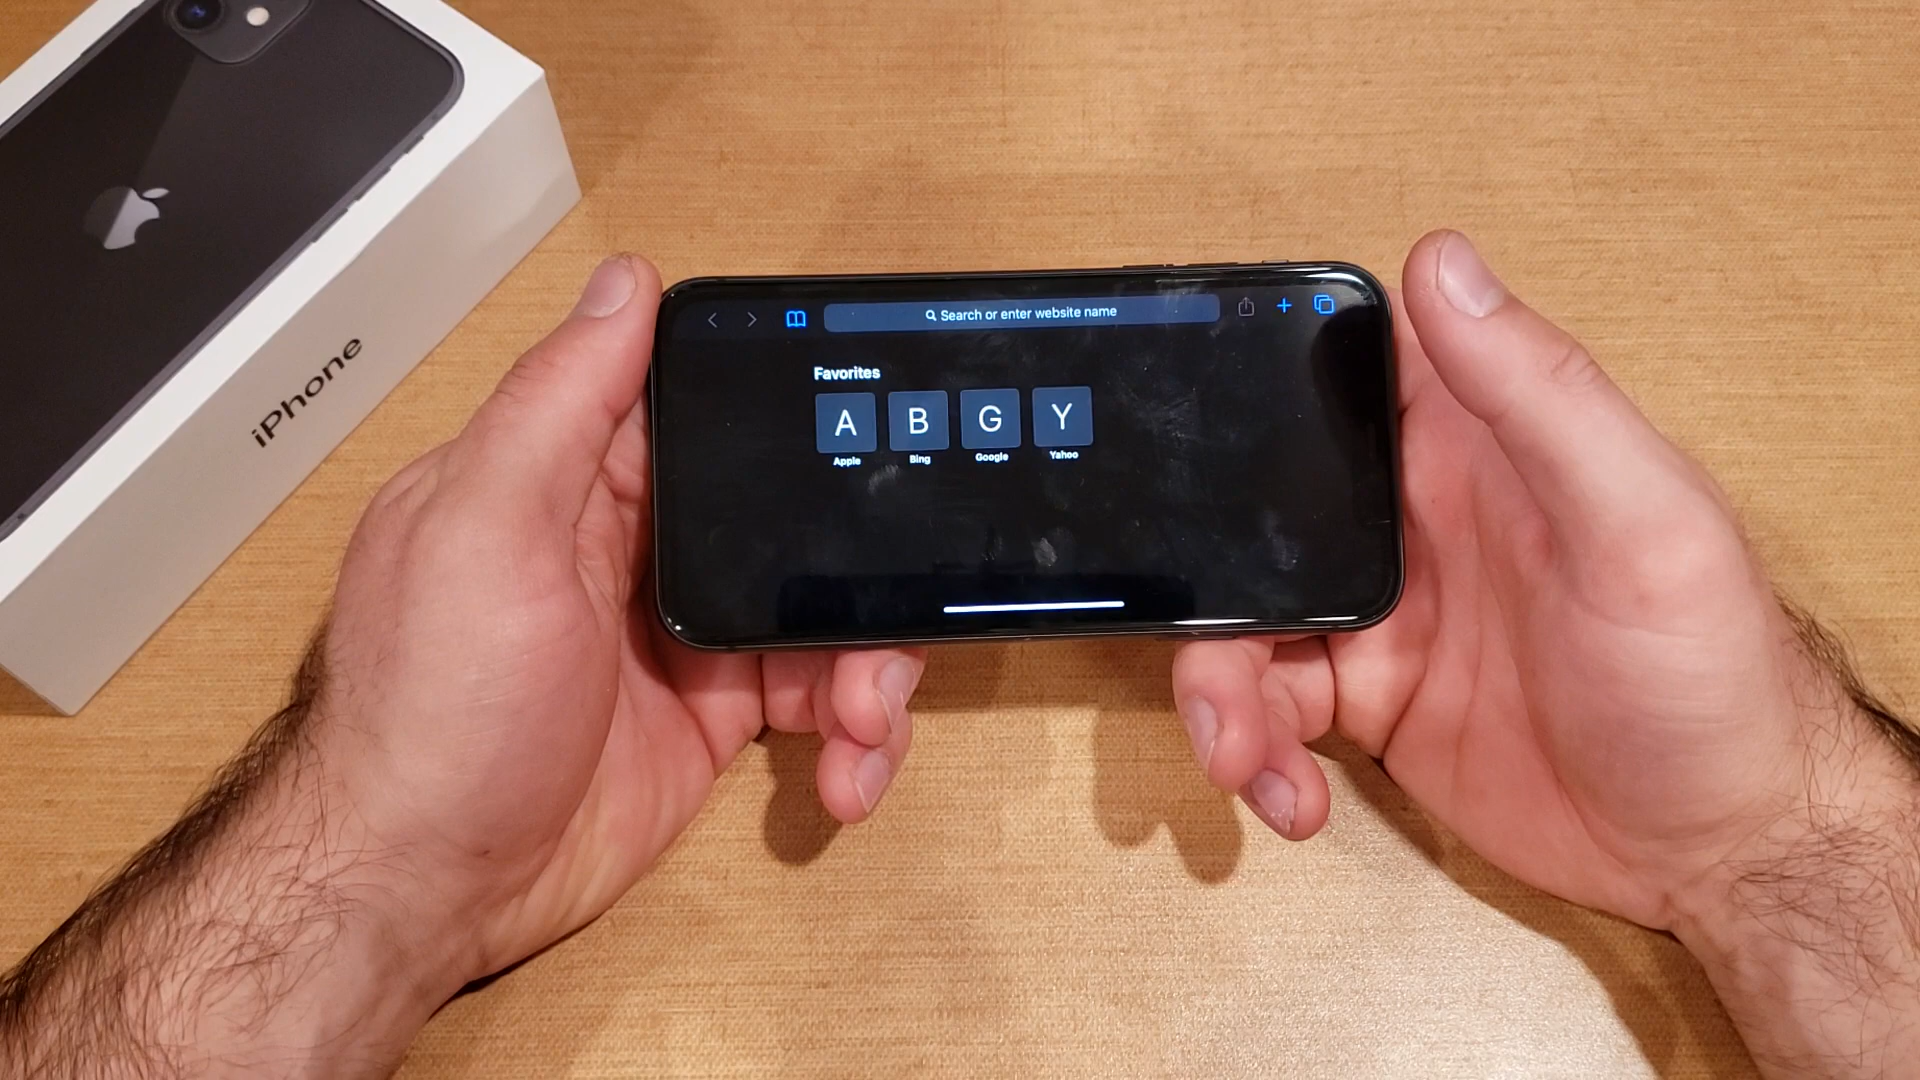 iPhone
Search or enter website name
Favorites
A B G Y
Apple Bing Google Yahoo